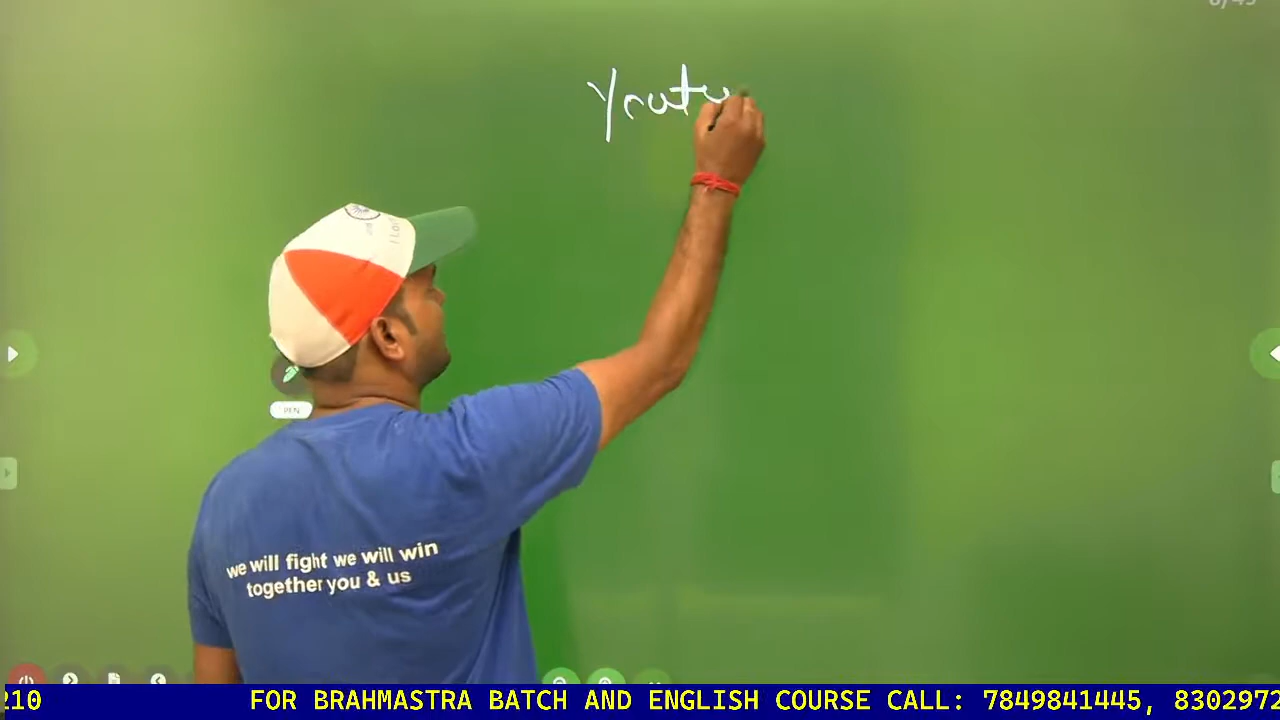 Youtu
PEN
we will fight we will win
together you & us
210 FOR BRAHMASTRA BATCH AND ENGLISH COURSE CALL: 7849841445, 8302972